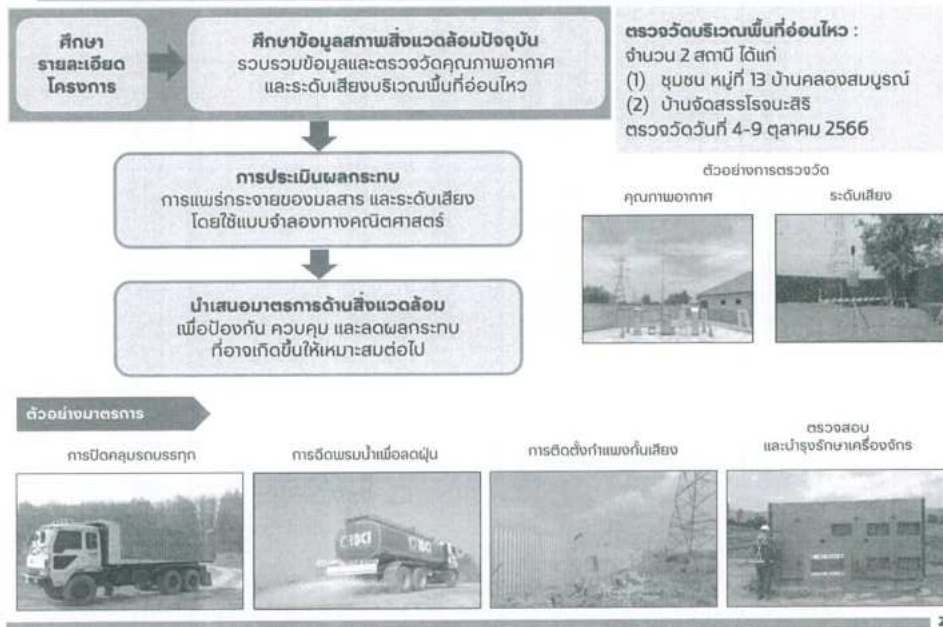 ศึกษา
รายละเอียด
โครงการ
ศึกษาข้อมูลสภาพสิ่งแวดล้อมปัจจุบัน
รวบรวมข้อมูลและตรวจวัดคุณภาพอากาศ
และระดับเสียงบริเวณพื้นที่อ่อนไหว
การประเมินผลกระทบ
การแพร่กระจายของมลสาร และระดับเสียง
โดยใช้แบบจำลองทางคณิตศาสตร์
นำเสนอมาตรการด้านสิ่งแวดล้อม
เพื่อป้องกัน ควบคุม และลดผลกระทบ
ที่อาจเกิดขึ้นให้เหมาะสมต่อไป
ตรวจวัดบริเวณพื้นที่อ่อนไหว :
จำนวน 2 สถานี ได้แก่
(1) ชุมชน หมู่ที่ 13 บ้านคลองสมบูรณ์
(2) บ้านจัดสรรโรจนะสิริ
ตรวจวัดวันที่ 4-9 ตุลาคม 2566
ตัวอย่างการตรวจวัด
คุณภาพอากาศ
ระดับเสียง
ตัวอย่างมาตรการ
การปิดคลุมรถบรรทุก
การฉีดพรมน้ำเพื่อลดฝุ่น
การติดตั้งกำแพงกั้นเสียง
ตรวจสอบ
และบำรุงรักษาเครื่องจักร